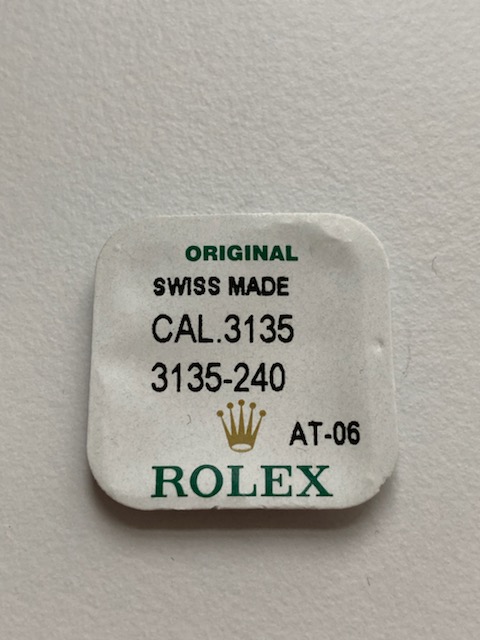 ORIGINAL
SWISS MADE
CAL.3135
3135-240
AT-06
ROLEX